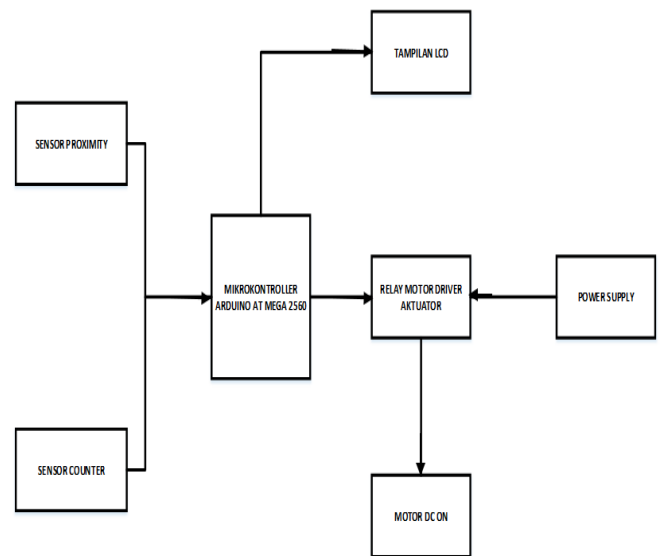 TAMPILAN LCD
SENSOR PROXIMITY
MIKROKONTROLLER
ARDUINO AT MEGA 2560
RELAY MOTOR DRIVER
AKTUATOR
POWER SUPPLY
SENSOR COUNTER
MOTOR DC ON